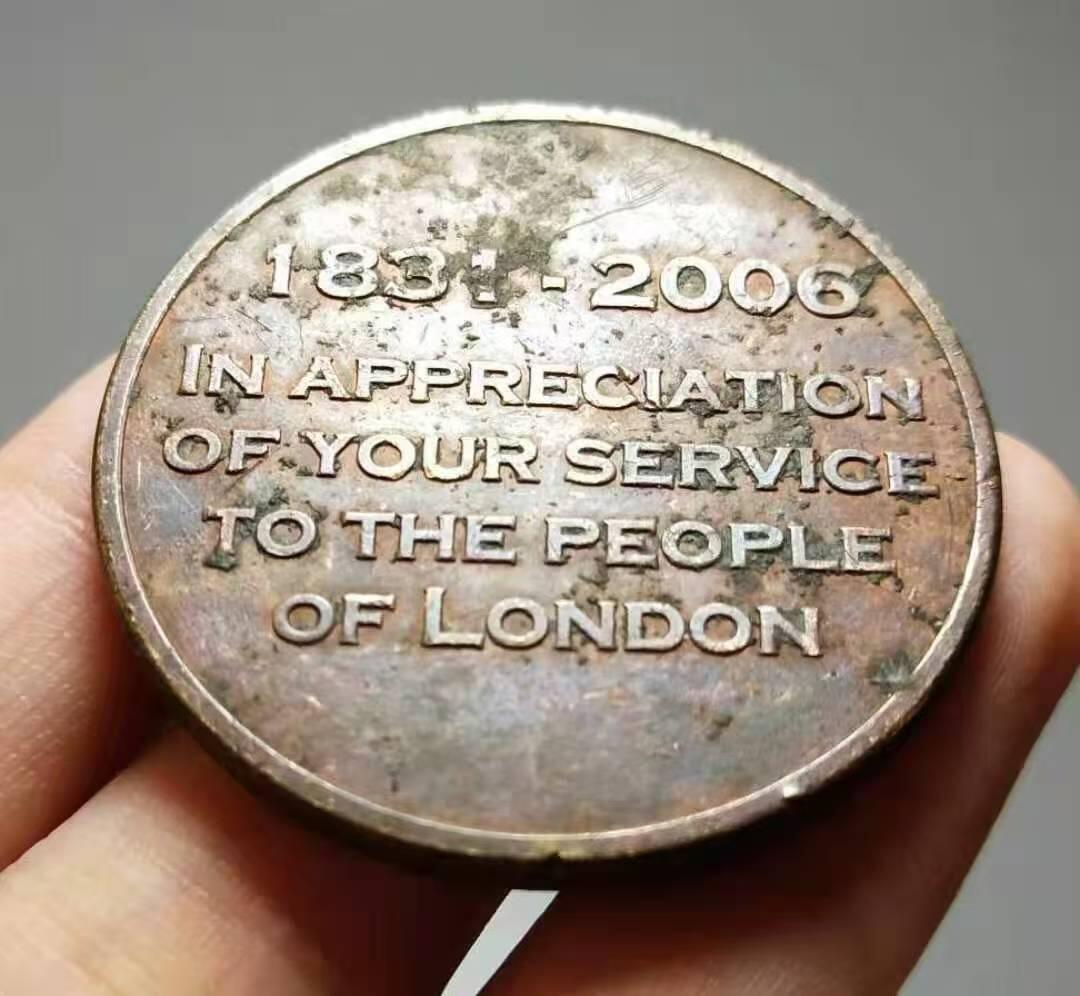 1831 - 2006
IN APPRECIATION
OF YOUR SERVICE
TO THE PEOPLE
OF LONDON